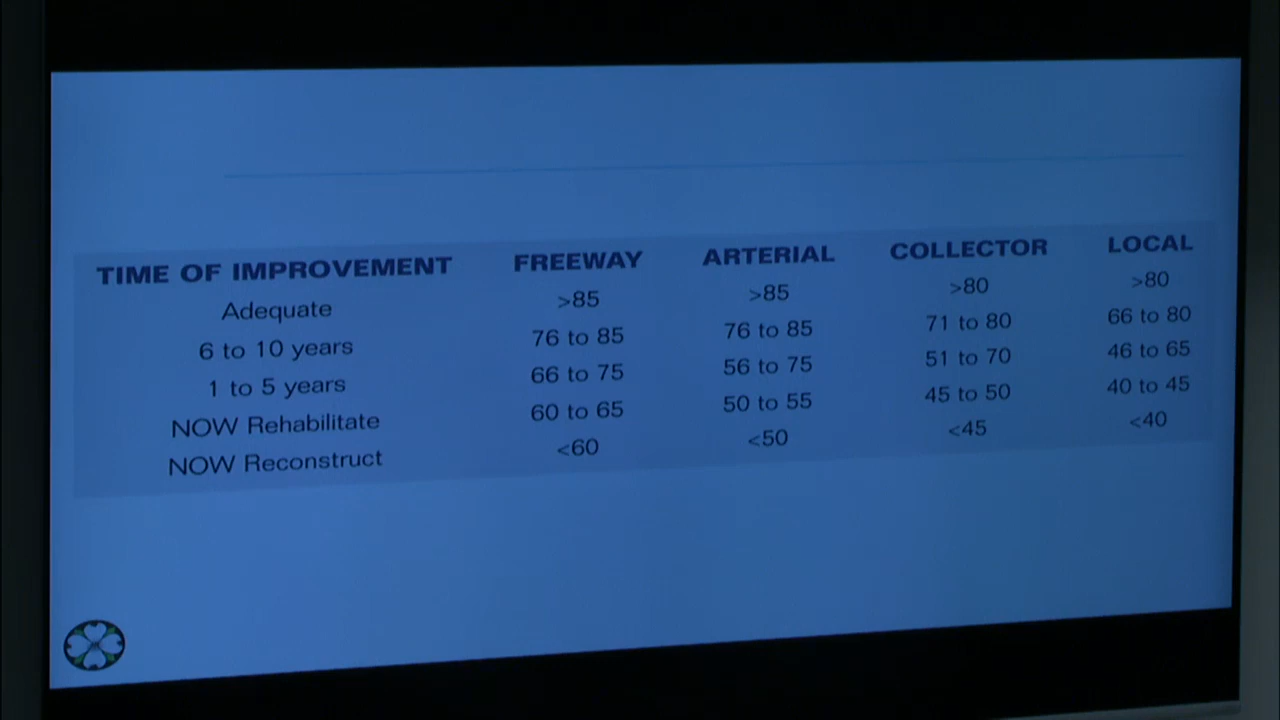 TIME OF IMPROVEMENT FREEWAY ARTERIAL COLLECTOR LOCAL
Adequate >85 >85 >80 >80
6 to 10 years 76 to 85 76 to 85 71 to 80 66 to 80
1 to 5 years 66 to 75 56 to 75 51 to 70 46 to 65
NOW Rehabilitate 60 to 65 50 to 55 45 to 50 40 to 45
NOW Reconstruct <60 <50 <45 <40